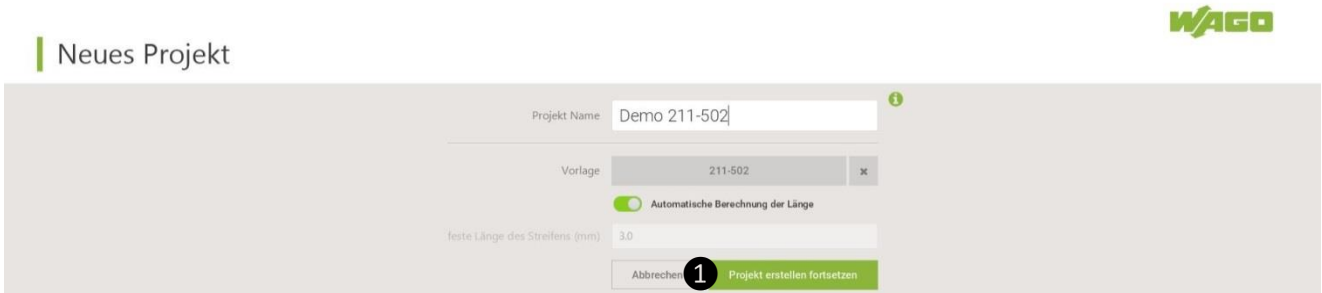 WAGO
Neues Projekt
Projekt Name Demo 211-502
Vorlage 211-502
Automatische Berechnung der Länge
feste Länge des Streifens (mm) 3.0
Abbrechen 1 Projekt erstellen fortsetzen